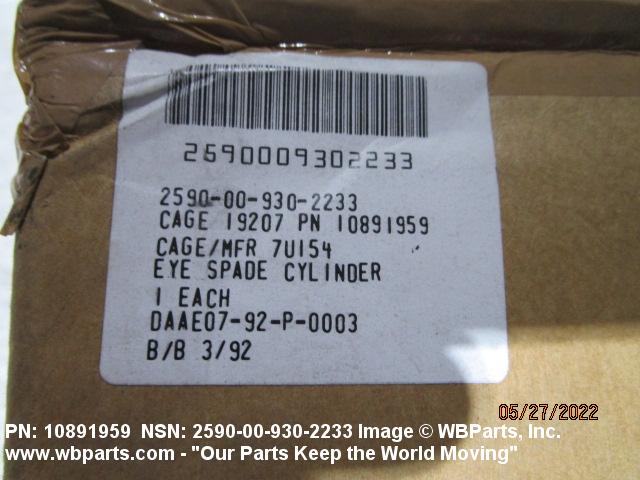 2590009302233
2590-00-930-2233
CAGE 19207 PN 10891959
CAGE/MFR 7U154
EYE SPADE CYLINDER
1 EACH
DAAE07-92-P-0003
B/B 3/92
05/27/2022
PN: 10891959 NSN: 2590-00-930-2233 Image © WBParts, Inc.
www.wbparts.com - "Our Parts Keep the World Moving"